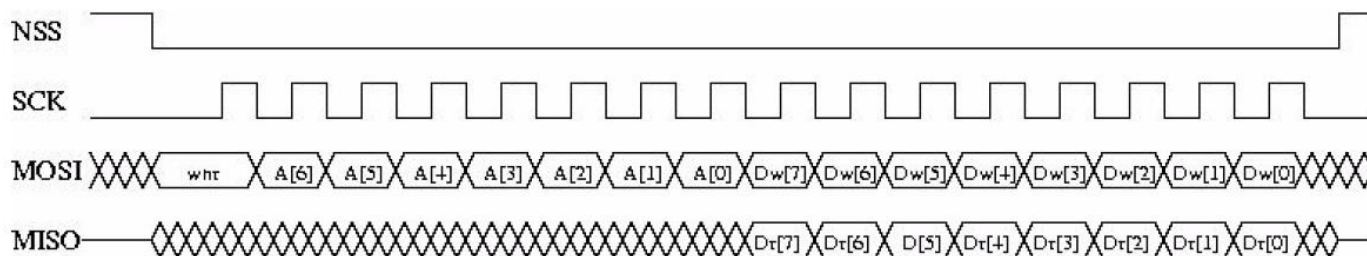 NSS
SCK
MOSI whr A[6] A[5] A[4] A[3] A[2] A[1] A[0] Dw[7] Dw[6] Dw[5] Dw[4] Dw[3] Dw[2] Dw[1] Dw[0]
MISO Dr[7] Dr[6] D[5] Dr[4] Dr[3] Dr[2] Dr[1] Dr[0]